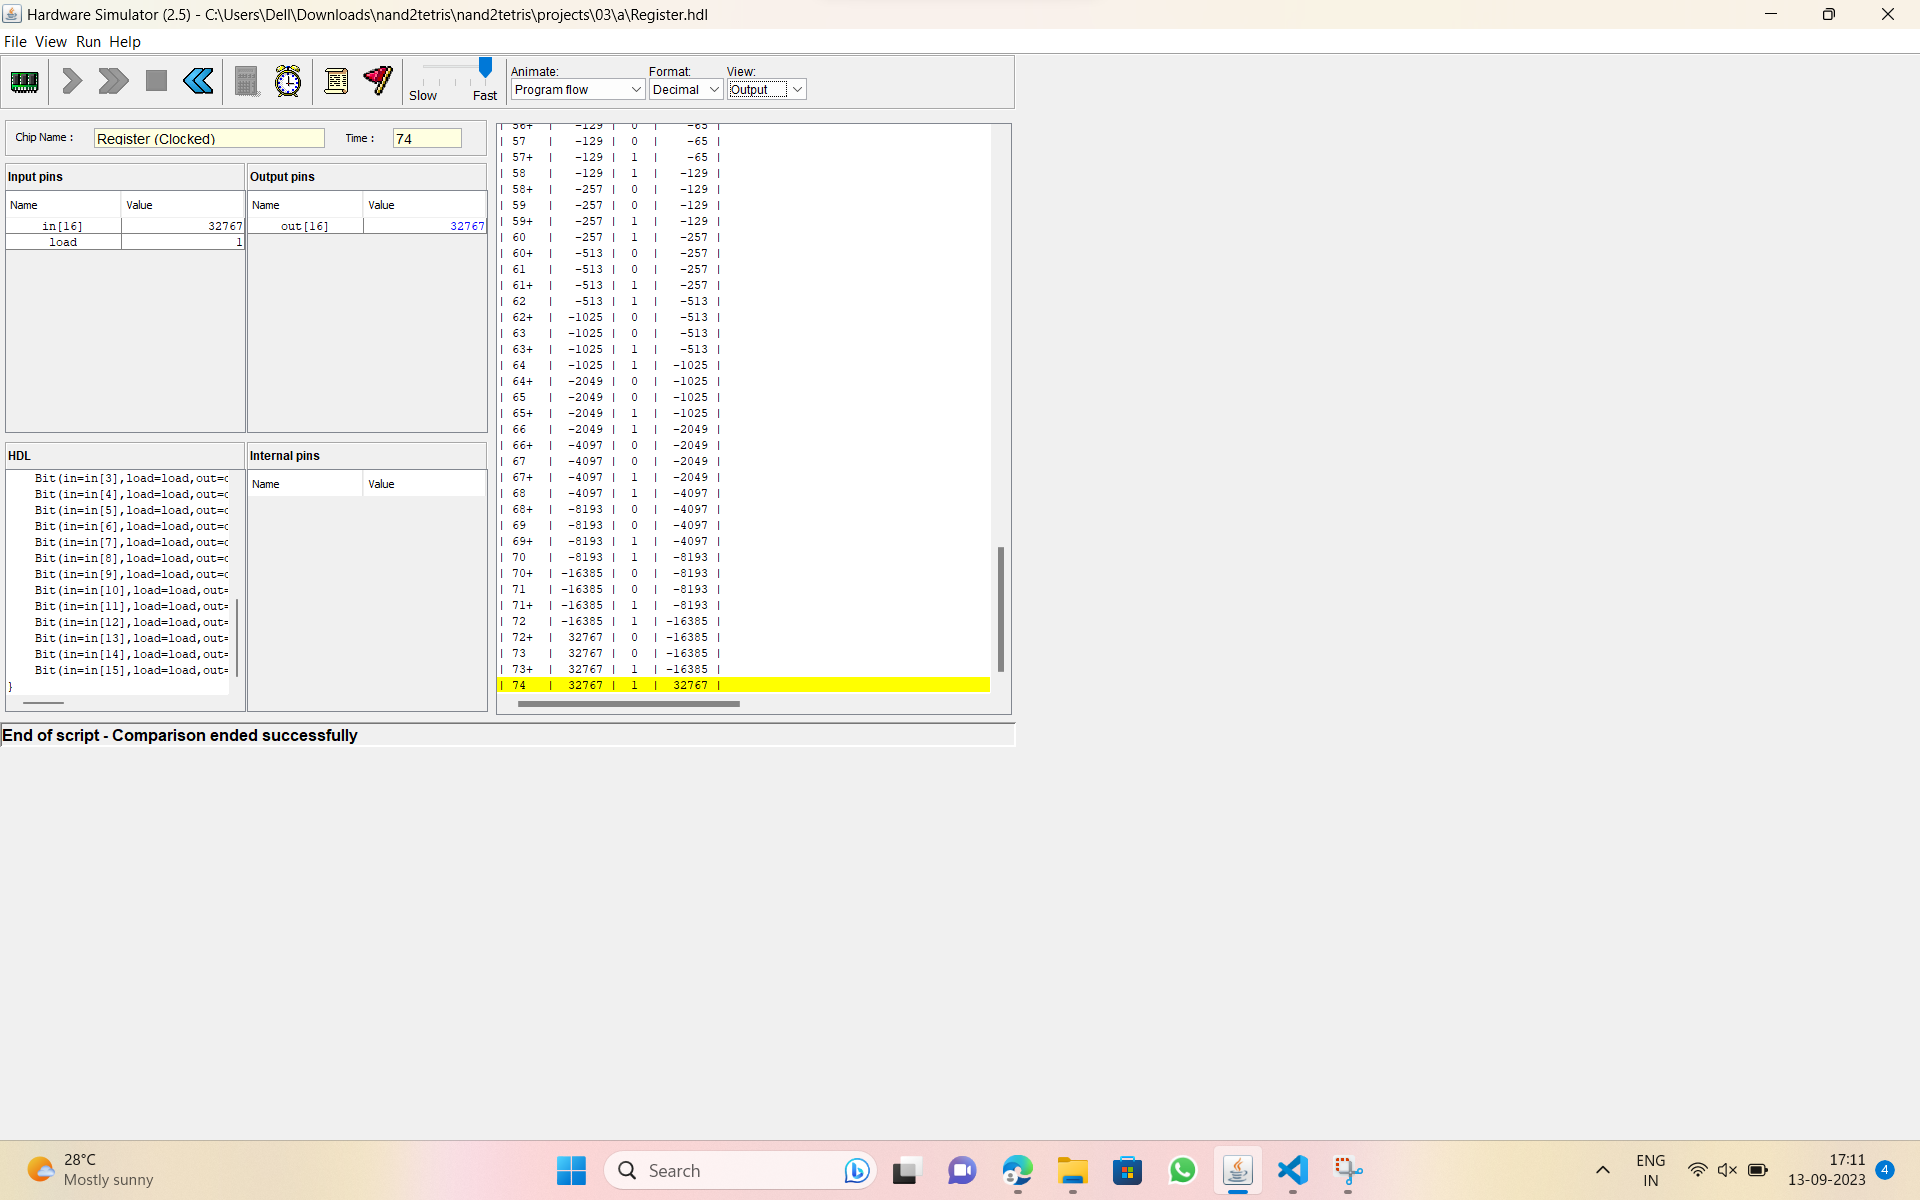 Hardware Simulator (2.5) - C:\Users\Dell\Downloads\nand2tetris\nand2tetris\projects\03\a\Register.hdl
File View Run Help
Slow Fast
Animate: Format: View:
Program flow Decimal Output
Chip Name : Register (Clocked) Time : 74
Input pins Output pins
Name Value Name Value
in[16] 32767 out[16] 32767
load 1
HDL Internal pins
Name Value
Bit(in=in[3],load=load,out=
Bit(in=in[4],load=load,out=
Bit(in=in[5],load=load,out=
Bit(in=in[6],load=load,out=
Bit(in=in[7],load=load,out=
Bit(in=in[8],load=load,out=
Bit(in=in[9],load=load,out=
Bit(in=in[10],load=load,out=
Bit(in=in[11],load=load,out=
Bit(in=in[12],load=load,out=
Bit(in=in[13],load=load,out=
Bit(in=in[14],load=load,out=
Bit(in=in[15],load=load,out=
}
| 56+ | -129 | 0 | -65 |
| 57 | -129 | 0 | -65 |
| 57+ | -129 | 1 | -65 |
| 58 | -129 | 1 | -129 |
| 58+ | -257 | 0 | -129 |
| 59 | -257 | 0 | -129 |
| 59+ | -257 | 1 | -129 |
| 60 | -257 | 1 | -257 |
| 60+ | -513 | 0 | -257 |
| 61 | -513 | 0 | -257 |
| 61+ | -513 | 1 | -257 |
| 62 | -513 | 1 | -513 |
| 62+ | -1025 | 0 | -513 |
| 63 | -1025 | 0 | -513 |
| 63+ | -1025 | 1 | -513 |
| 64 | -1025 | 1 | -1025 |
| 64+ | -2049 | 0 | -1025 |
| 65 | -2049 | 0 | -1025 |
| 65+ | -2049 | 1 | -1025 |
| 66 | -2049 | 1 | -2049 |
| 66+ | -4097 | 0 | -2049 |
| 67 | -4097 | 0 | -2049 |
| 67+ | -4097 | 1 | -2049 |
| 68 | -4097 | 1 | -4097 |
| 68+ | -8193 | 0 | -4097 |
| 69 | -8193 | 0 | -4097 |
| 69+ | -8193 | 1 | -4097 |
| 70 | -8193 | 1 | -8193 |
| 70+ | -16385 | 0 | -8193 |
| 71 | -16385 | 0 | -8193 |
| 71+ | -16385 | 1 | -8193 |
| 72 | -16385 | 1 | -16385 |
| 72+ | 32767 | 0 | -16385 |
| 73 | 32767 | 0 | -16385 |
| 73+ | 32767 | 1 | -16385 |
| 74 | 32767 | 1 | 32767 |
End of script - Comparison ended successfully
28°C
Mostly sunny
Search
ENG
IN
17:11
13-09-2023
4